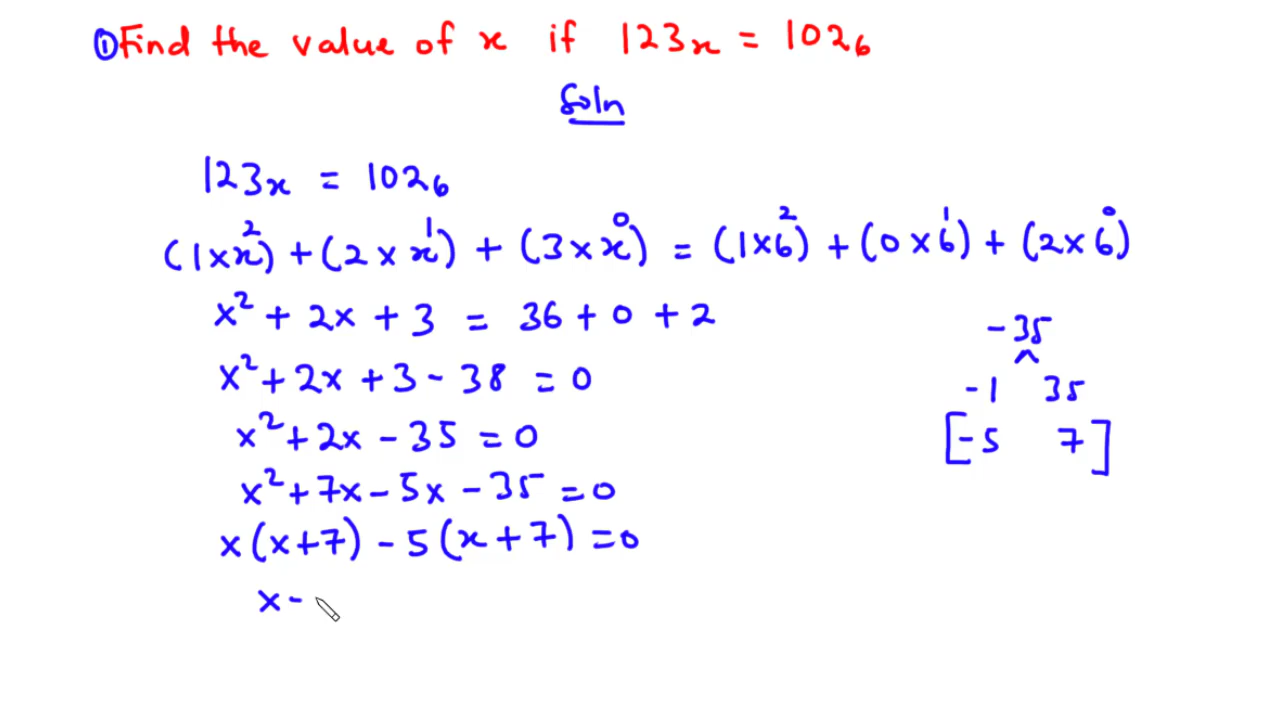 ① Find the value of x if 123ₓ = 102₆
Soln
123ₓ = 102₆
(1×x²) + (2×x¹) + (3×x⁰) = (1×6²) + (0×6¹) + (2×6⁰)
x² + 2x + 3 = 36 + 0 + 2
x² + 2x + 3 - 38 = 0
x² + 2x - 35 = 0
x² + 7x - 5x - 35 = 0
x(x+7) - 5(x+7) = 0
x -
-35
^
-1 35
[-5 7]